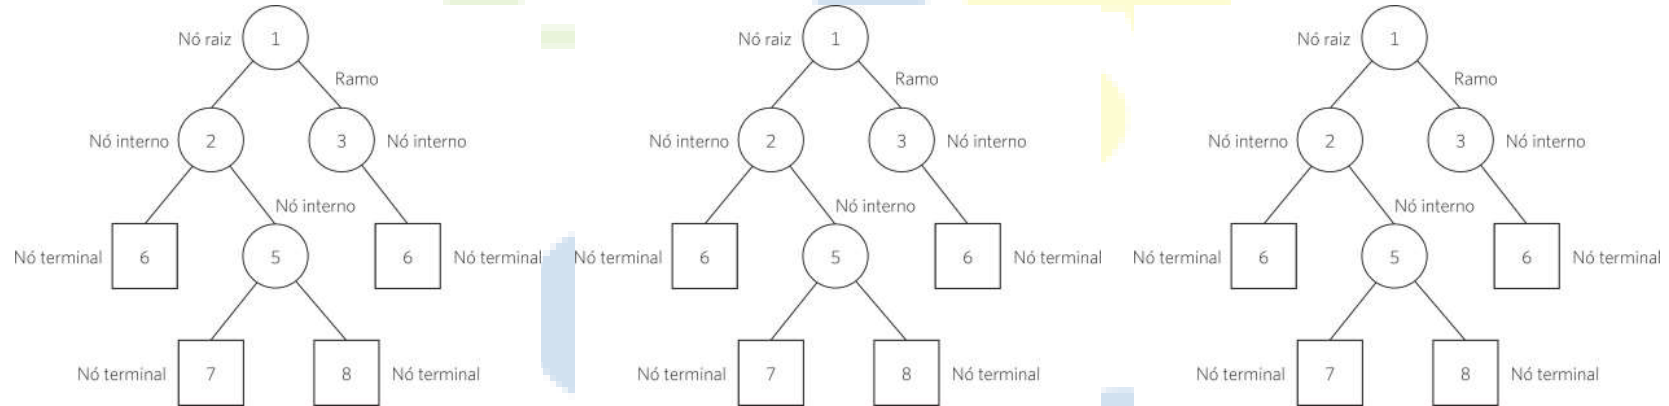 Nó raiz 1
Ramo
Nó interno 2 3 Nó interno
Nó interno
Nó terminal 6 5 6 Nó terminal
Nó terminal 7 8 Nó terminal
Nó raiz 1
Ramo
Nó interno 2 3 Nó interno
Nó interno
Nó terminal 6 5 6 Nó terminal
Nó terminal 7 8 Nó terminal
Nó raiz 1
Ramo
Nó interno 2 3 Nó interno
Nó interno
Nó terminal 6 5 6 Nó terminal
Nó terminal 7 8 Nó terminal